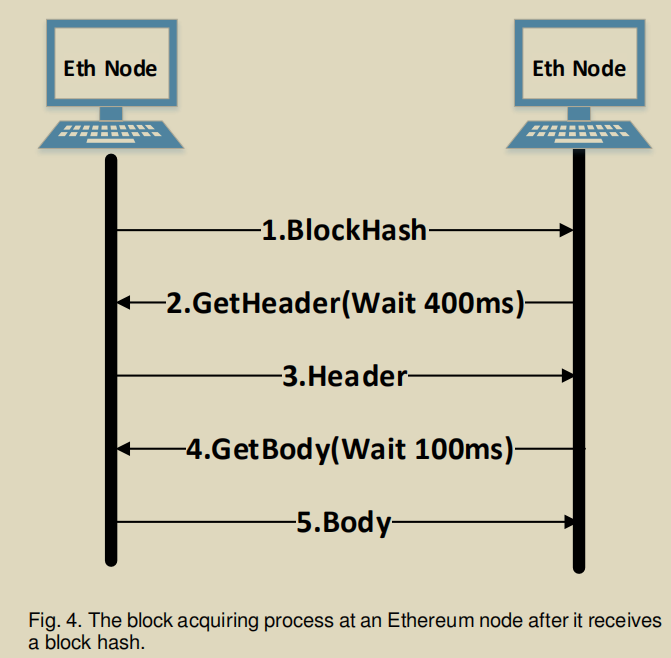 Eth Node
Eth Node
1.BlockHash
2.GetHeader(Wait 400ms)
3.Header
4.GetBody(Wait 100ms)
5.Body
Fig. 4. The block acquiring process at an Ethereum node after it receives
a block hash.